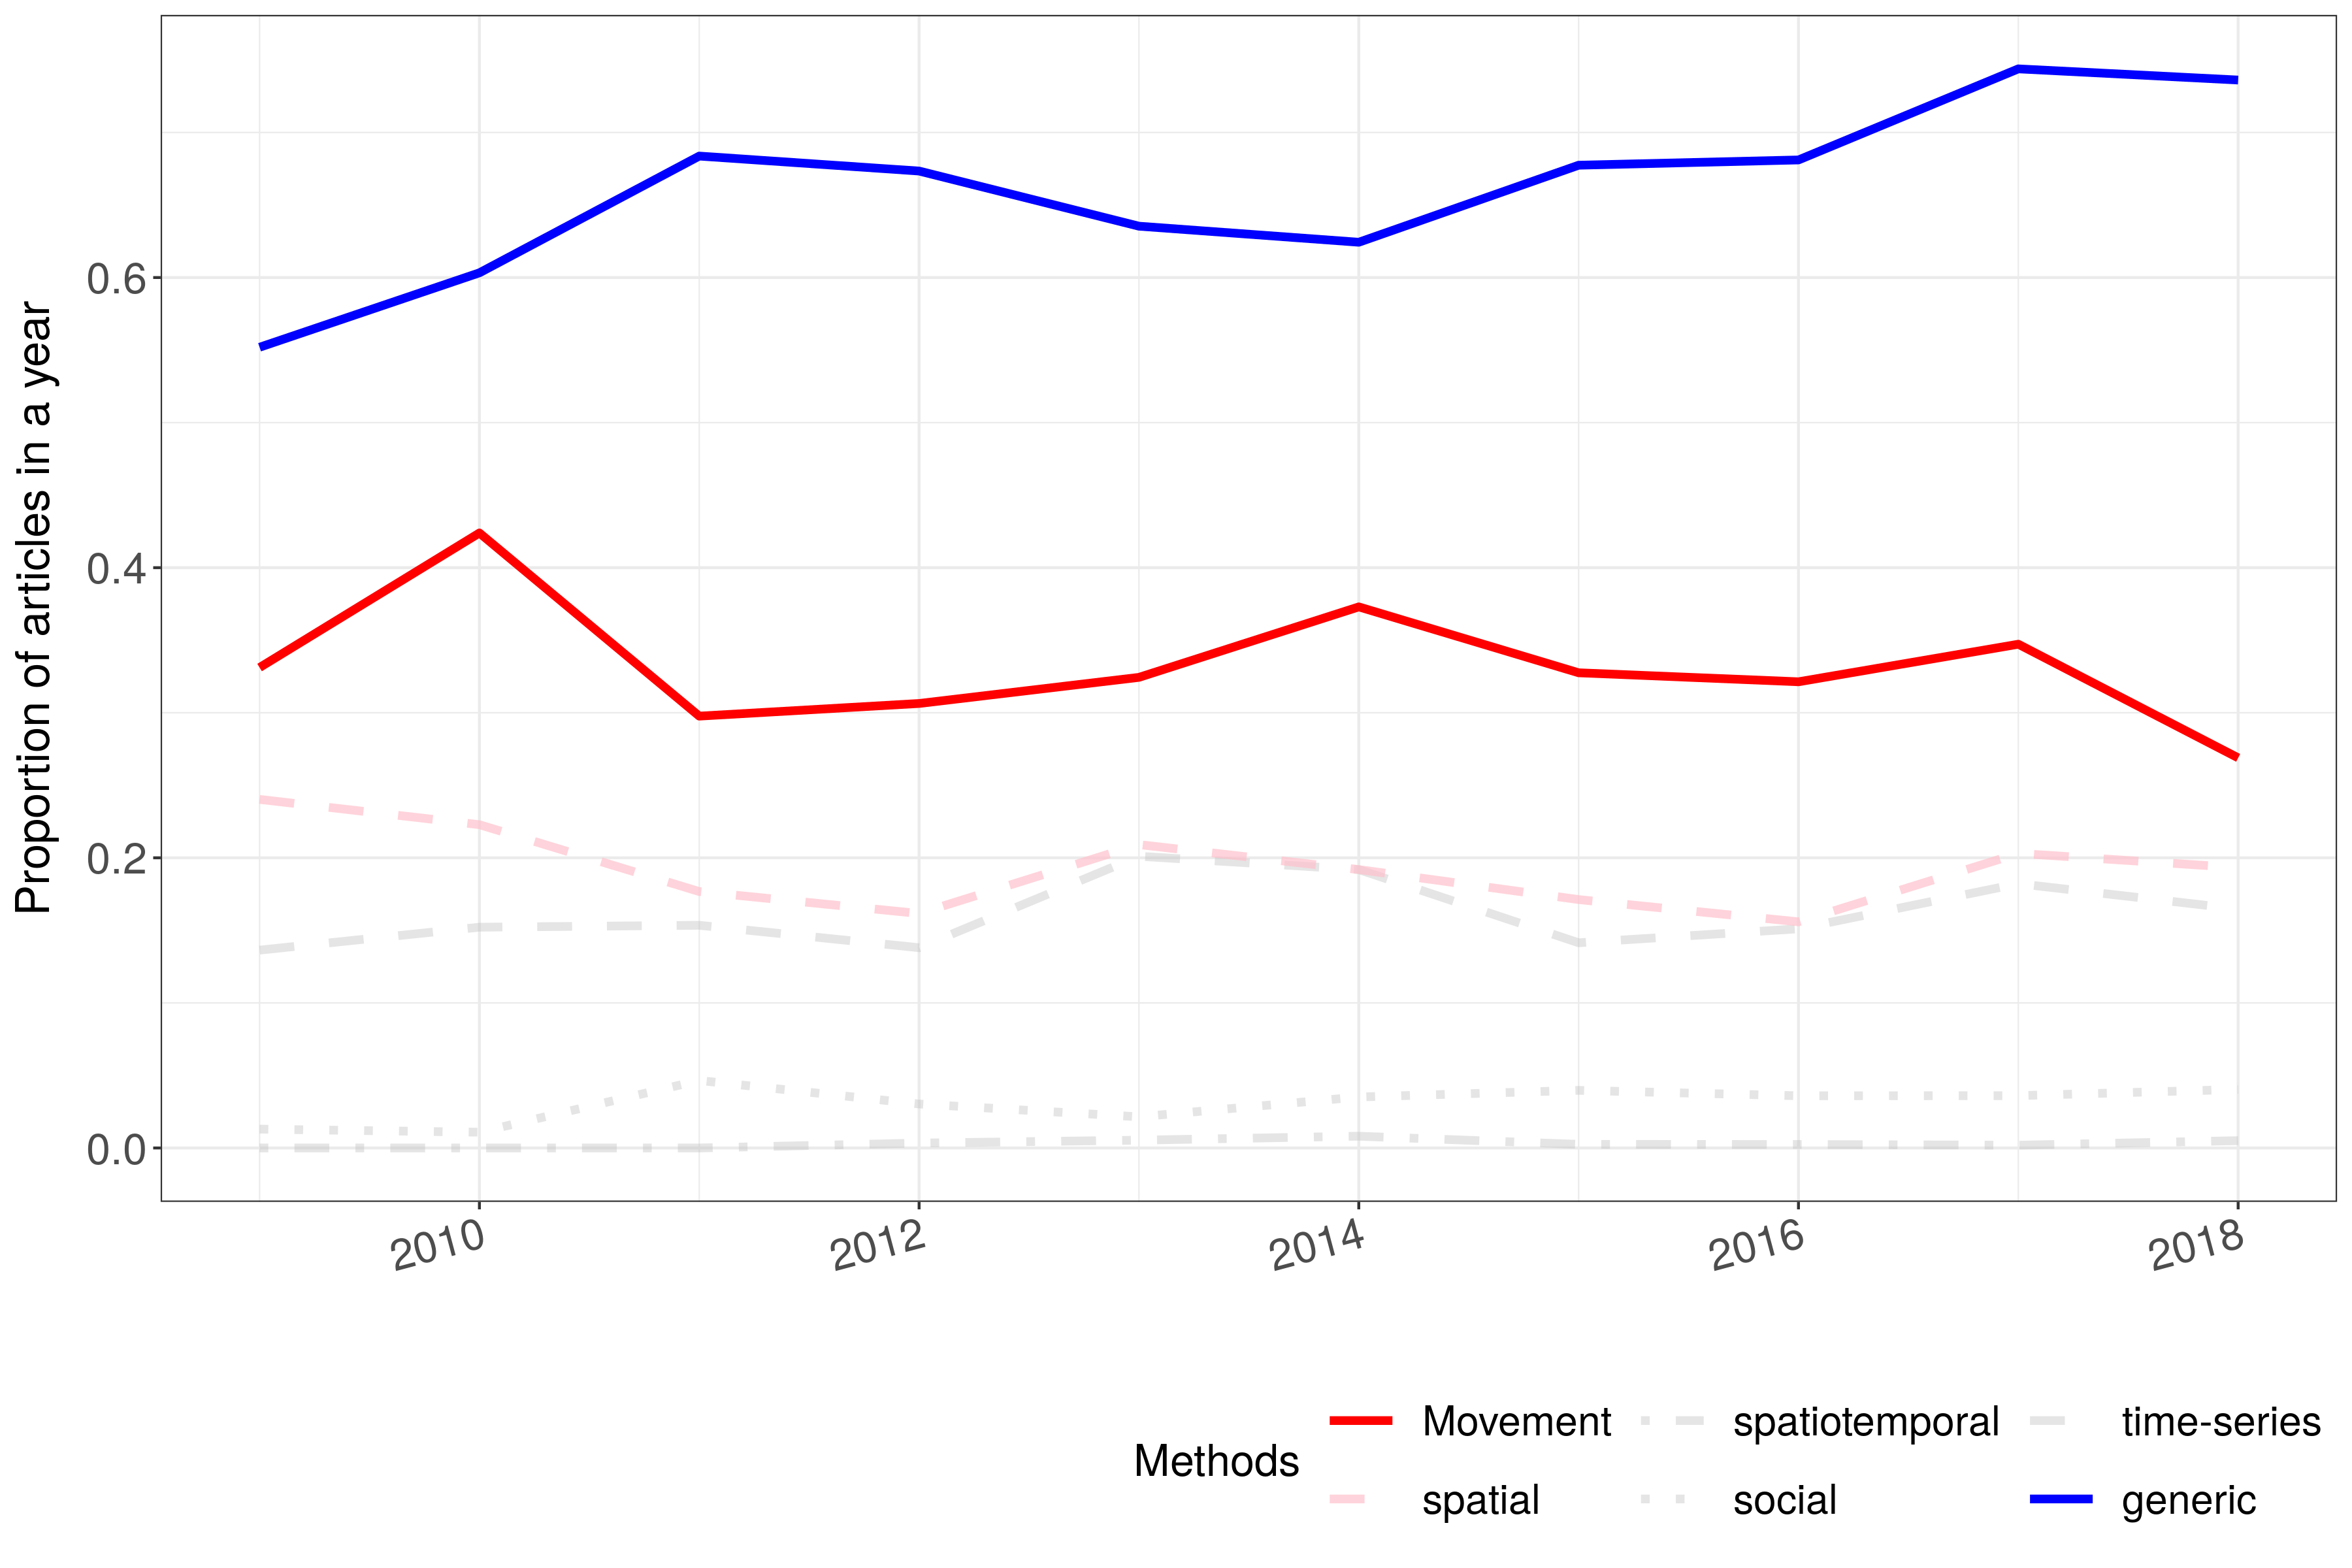 Proportion of articles in a year
0.6
0.4
0.2
0.0
2010 2012 2014 2016 2018
Methods
Movement spatiotemporal time-series
spatial social generic